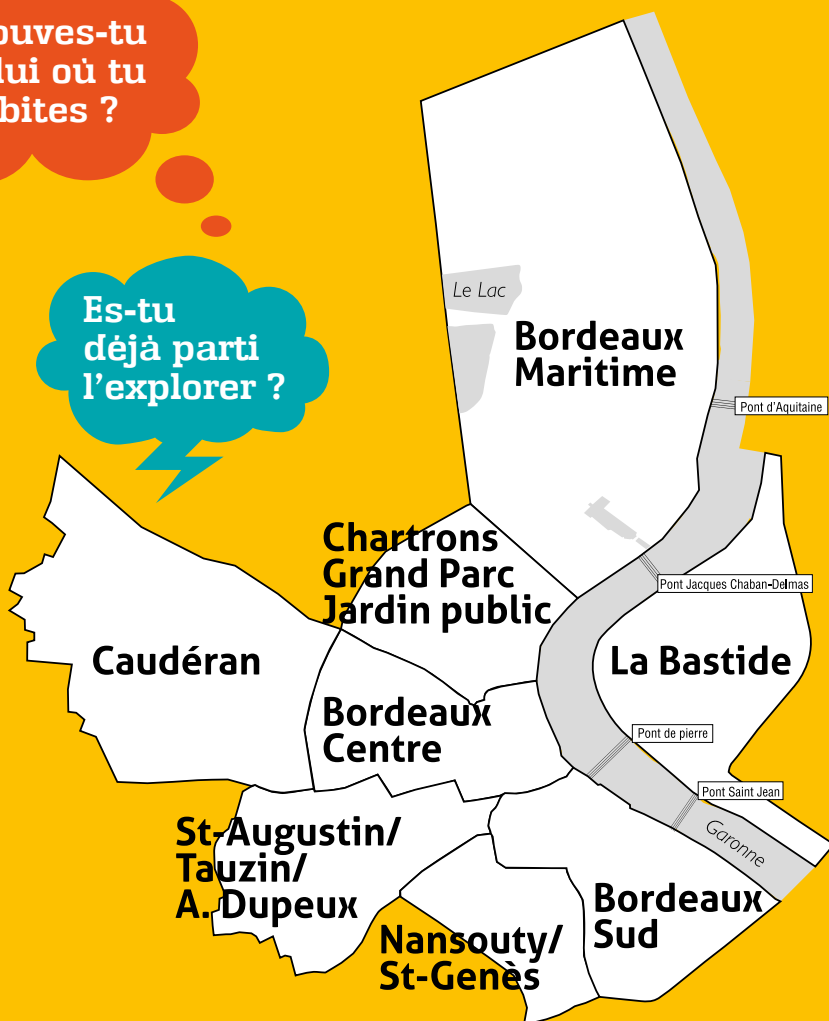 ouves-tu
lui où tu
bites ?
Es-tu
déjà parti
l'explorer ?
Le Lac
Bordeaux
Maritime
Pont d'Aquitaine
Chartrons
Grand Parc
Jardin public
Pont Jacques Chaban-Delmas
Caudéran
La Bastide
Bordeaux
Centre
Pont de pierre
Pont Saint Jean
Garonne
St-Augustin/
Tauzin/
A. Dupeux
Bordeaux
Sud
Nansouty/
St-Genès